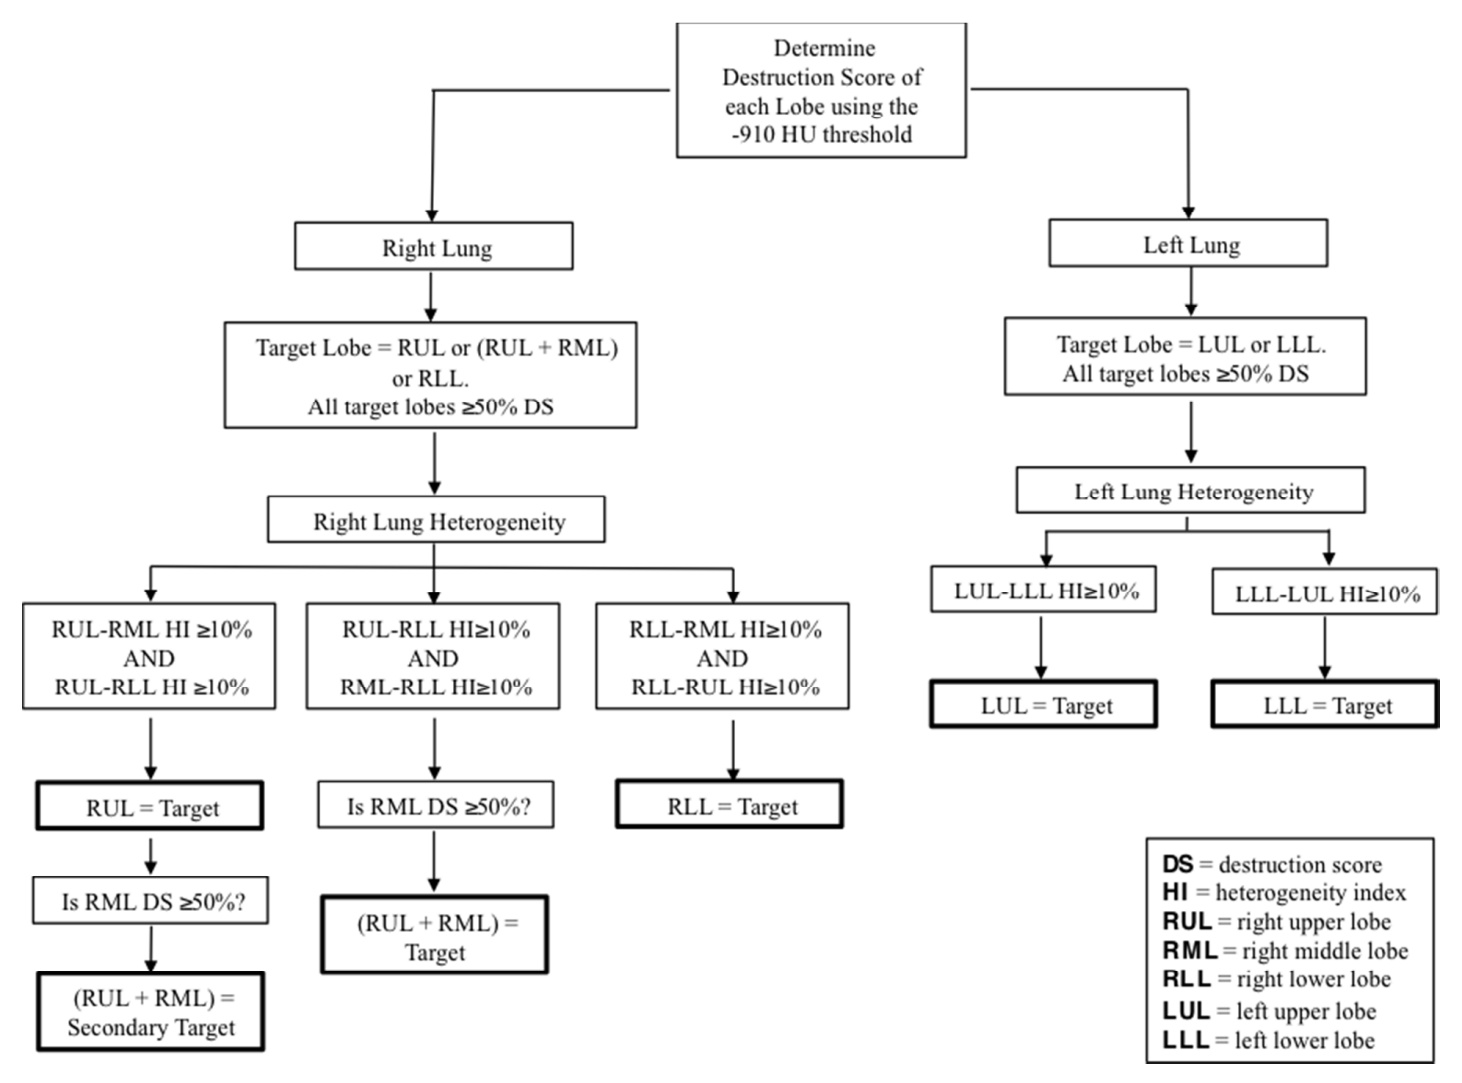 Determine
Destruction Score of
each Lobe using the
-910 HU threshold
Right Lung
Target Lobe = RUL or (RUL + RML)
or RLL.
All target lobes ≥50% DS
Right Lung Heterogeneity
RUL-RML HI ≥10%
AND
RUL-RLL HI ≥10%
RUL = Target
Is RML DS ≥50%?
(RUL + RML) =
Secondary Target
RUL-RLL HI≥10%
AND
RML-RLL HI≥10%
Is RML DS ≥50%?
(RUL + RML) =
Target
RLL-RML HI≥10%
AND
RLL-RUL HI≥10%
RLL = Target
Left Lung
Target Lobe = LUL or LLL.
All target lobes ≥50% DS
Left Lung Heterogeneity
LUL-LLL HI≥10%
LUL = Target
LLL-LUL HI≥10%
LLL = Target
DS = destruction score
HI = heterogeneity index
RUL = right upper lobe
RML = right middle lobe
RLL = right lower lobe
LUL = left upper lobe
LLL = left lower lobe